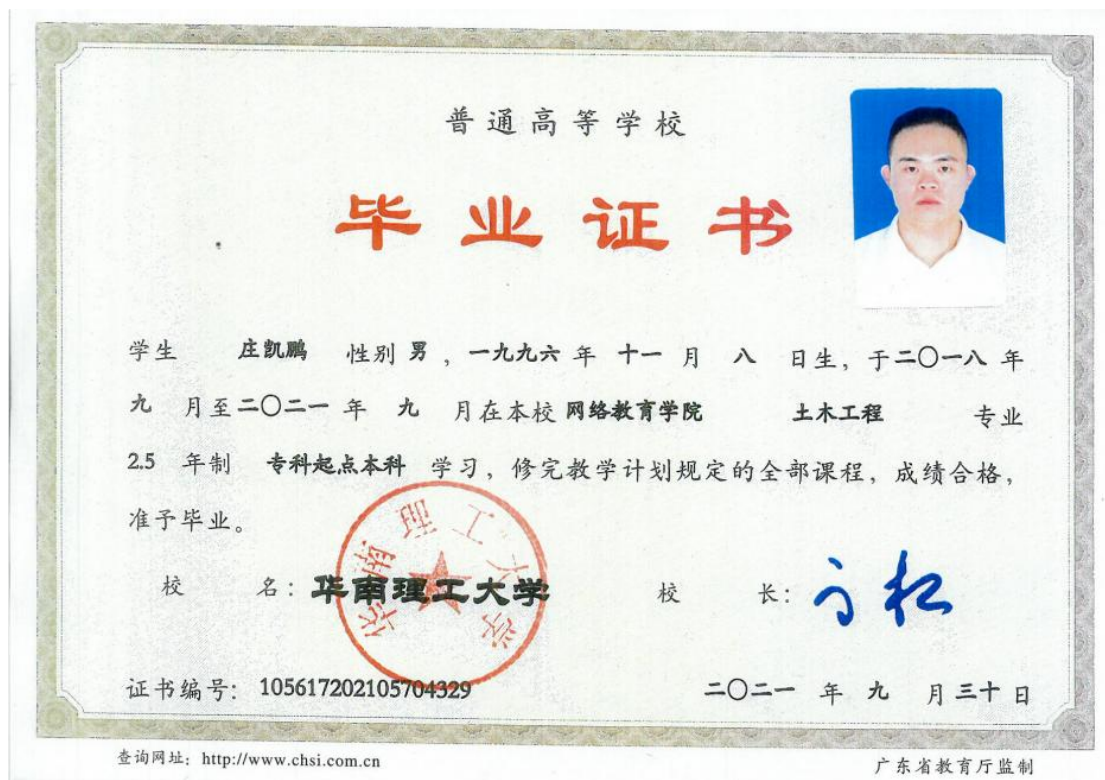 普通高等学校
毕业证书
学生 庄凯鹏 性别 男 ，一九九六 年 十一 月 八 日生，于二〇一八 年
九 月至二〇二一 年 九 月在本校 网络教育学院 土木工程 专业
2.5 年制 专科起点本科 学习，修完教学计划规定的全部课程，成绩合格，
准予毕业。
华南理工大学
校 名：华南理工大学 校 长：
证书编号：105617202105704329 二〇二一 年 九 月三十日
查询网址：http://www.chsi.com.cn 广东省教育厅监制